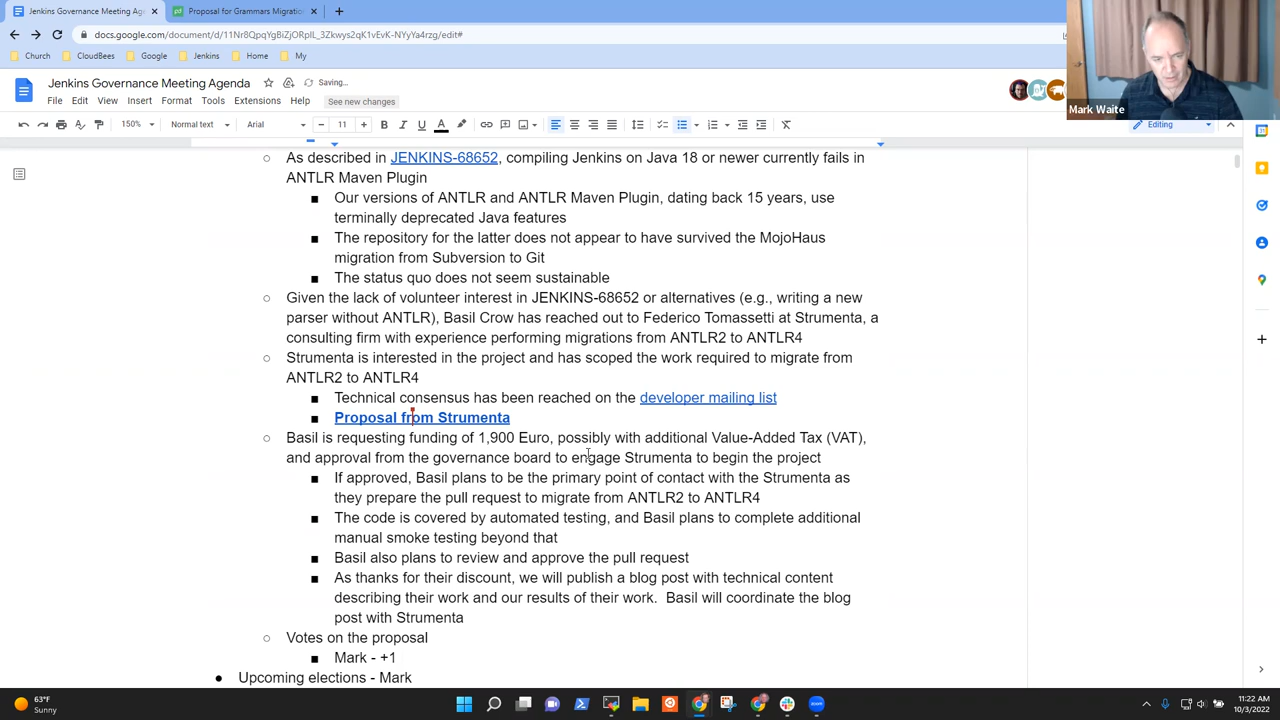 Jenkins Governance Meeting Ag
Proposal for Grammars Migratio
docs.google.com/document/d/11Nr8QpqYgBiZjORpIL_3Zkwys2qK1vEvK-NYyYa4rzg/edit#
Church
CloudBees
Google
Jenkins
Home
My
Mark Waite
Jenkins Governance Meeting Agenda
Saving...
File Edit View Insert Format Tools Extensions Help
See new changes
150%
Normal text
Arial
11
Editing
As described in JENKINS-68652, compiling Jenkins on Java 18 or newer currently fails in
ANTLR Maven Plugin
Our versions of ANTLR and ANTLR Maven Plugin, dating back 15 years, use
terminally deprecated Java features
The repository for the latter does not appear to have survived the MojoHaus
migration from Subversion to Git
The status quo does not seem sustainable
Given the lack of volunteer interest in JENKINS-68652 or alternatives (e.g., writing a new
parser without ANTLR), Basil Crow has reached out to Federico Tomassetti at Strumenta, a
consulting firm with experience performing migrations from ANTLR2 to ANTLR4
Strumenta is interested in the project and has scoped the work required to migrate from
ANTLR2 to ANTLR4
Technical consensus has been reached on the developer mailing list
Proposal from Strumenta
Basil is requesting funding of 1,900 Euro, possibly with additional Value-Added Tax (VAT),
and approval from the governance board to engage Strumenta to begin the project
If approved, Basil plans to be the primary point of contact with the Strumenta as
they prepare the pull request to migrate from ANTLR2 to ANTLR4
The code is covered by automated testing, and Basil plans to complete additional
manual smoke testing beyond that
Basil also plans to review and approve the pull request
As thanks for their discount, we will publish a blog post with technical content
describing their work and our results of their work.  Basil will coordinate the blog
post with Strumenta
Votes on the proposal
Mark - +1
Upcoming elections - Mark
63°F
Sunny
11:22 AM
10/3/2022